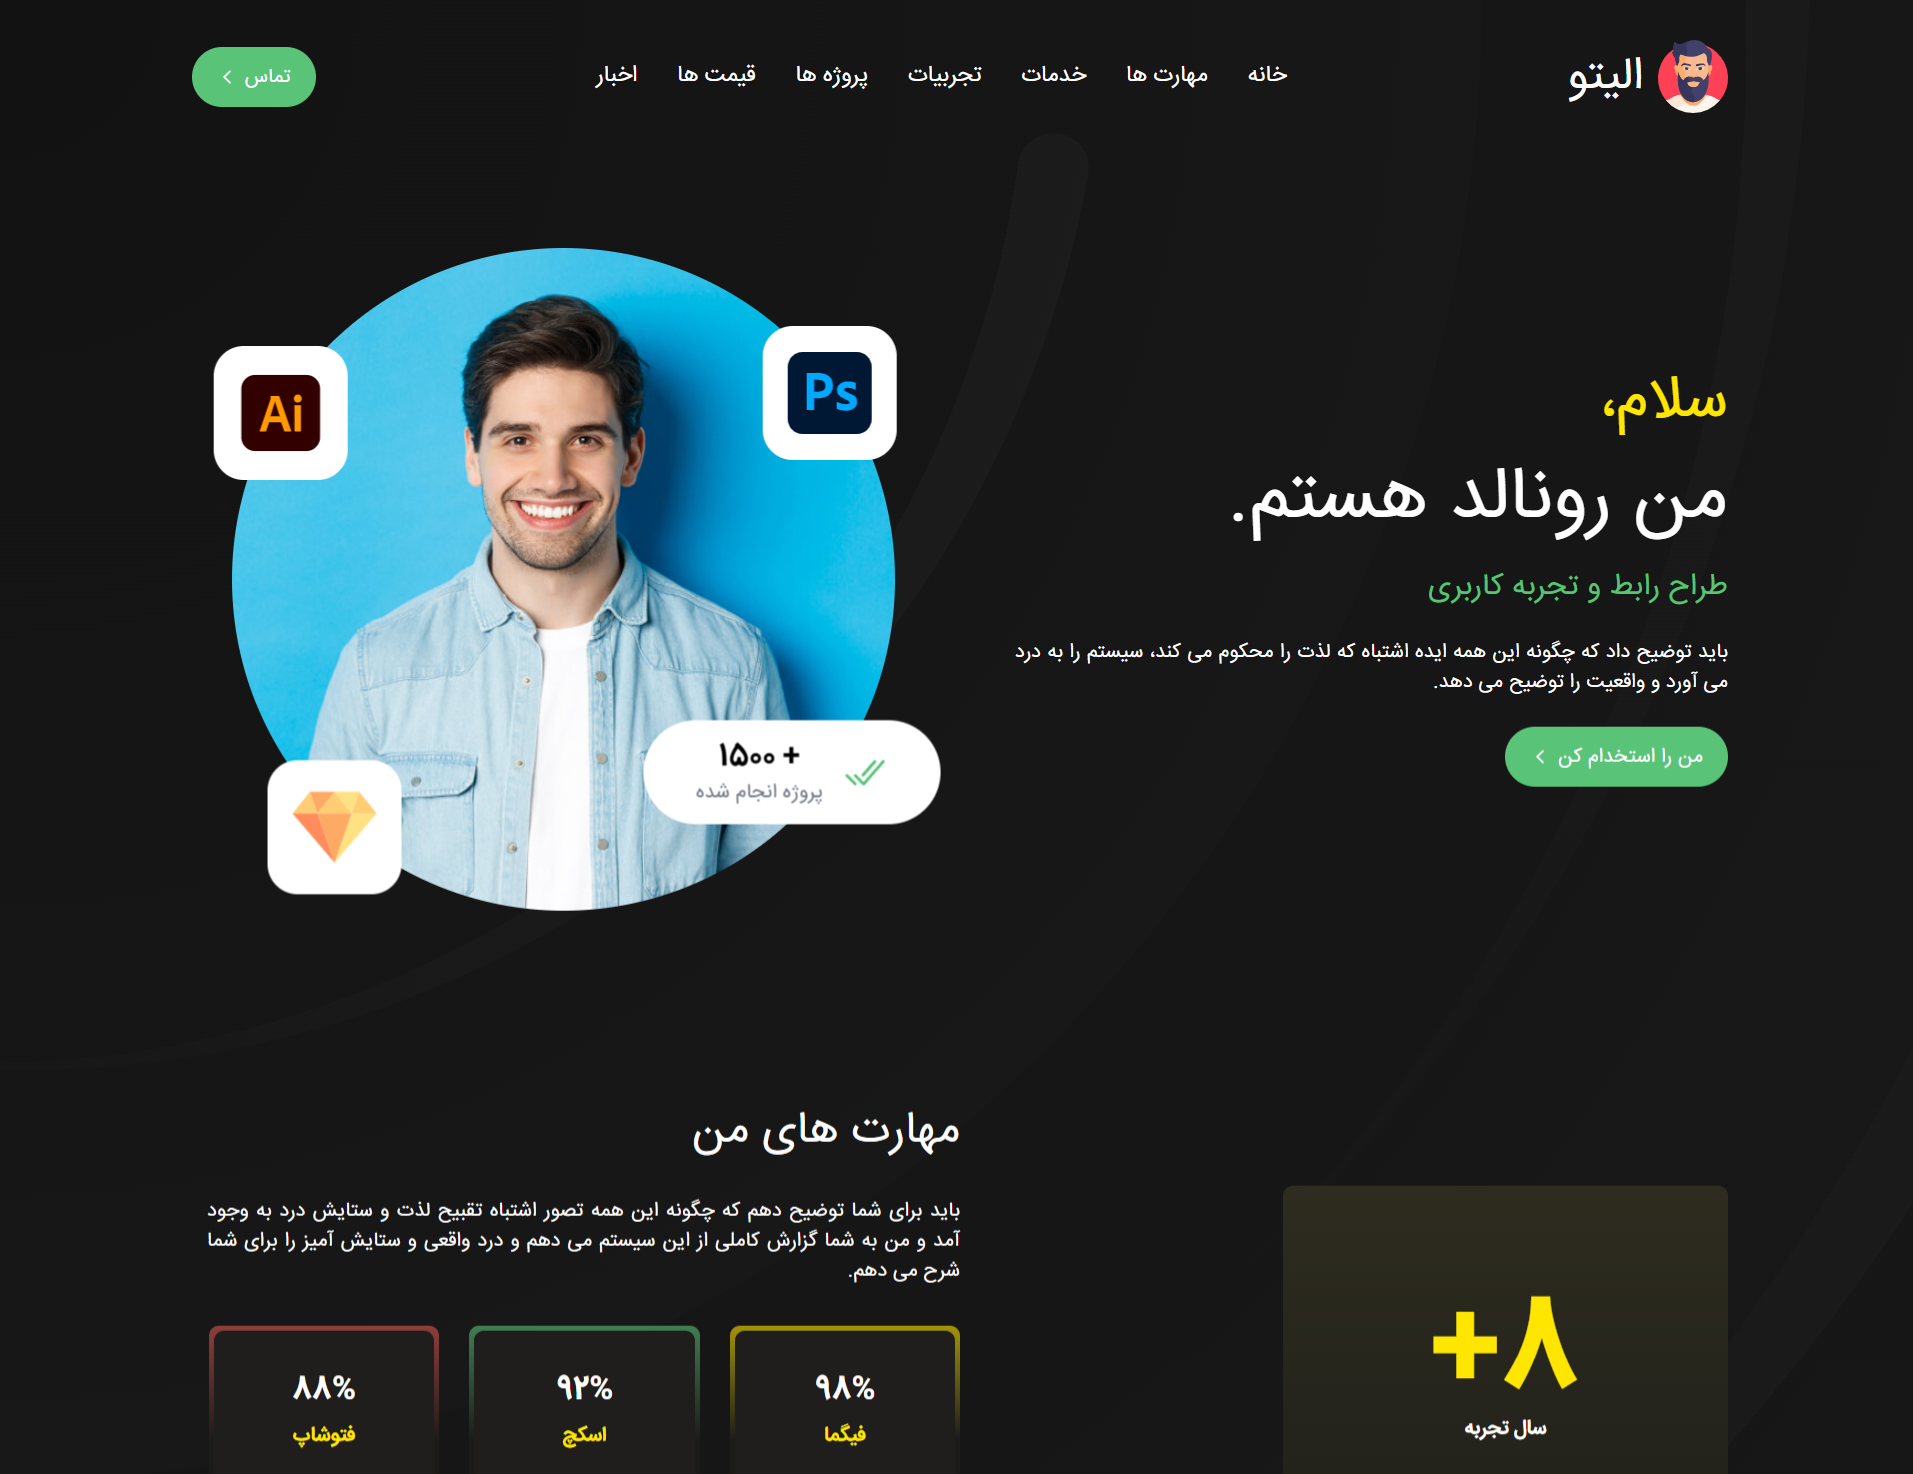 الیتو
خانه
مهارت ها
خدمات
تجربیات
پروژه ها
قیمت ها
اخبار
تماس
سلام،
من رونالد هستم.
طراح رابط و تجربه کاربری
باید توضیح داد که چگونه این همه ایده اشتباه که لذت را محکوم می کند، سیستم را به درد
می آورد و واقعیت را توضیح می دهد.
من را استخدام کن
Ps
Ai
+ ۱۵۰۰
پروژه انجام شده
مهارت های من
باید برای شما توضیح دهم که چگونه این همه تصور اشتباه تقبیح لذت و ستایش درد به وجود
آمد و من به شما گزارش کاملی از این سیستم می دهم و درد واقعی و ستایش آمیز را برای شما
شرح می دهم.
۸+
سال تجربه
۹۸%
فیگما
۹۲%
اسکچ
۸۸%
فتوشاپ